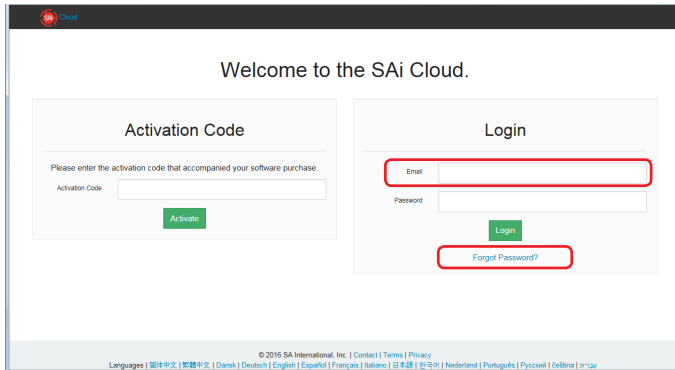 SAi Cloud
Welcome to the SAi Cloud.
Activation Code
Please enter the activation code that accompanied your software purchase.
Activation Code
Activate
Login
Email
Password
Login
Forgot Password?
© 2016 SA International, Inc. | Contact | Terms | Privacy
Languages | 简体中文 | 繁體中文 | Dansk | Deutsch | English | Español | Français | Italiano | 日本語 | 한국어 | Nederland | Português | Русский | čeština | עברית